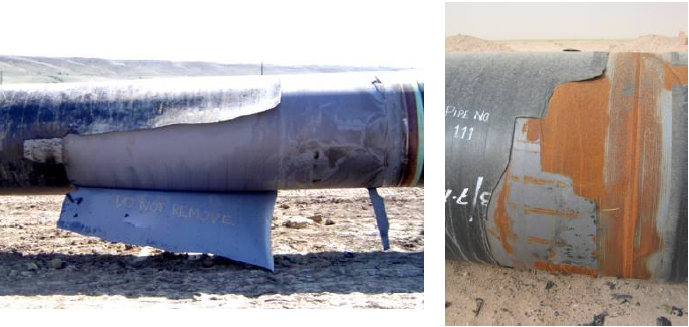 DO NOT REMOVE
PIPE NO
111